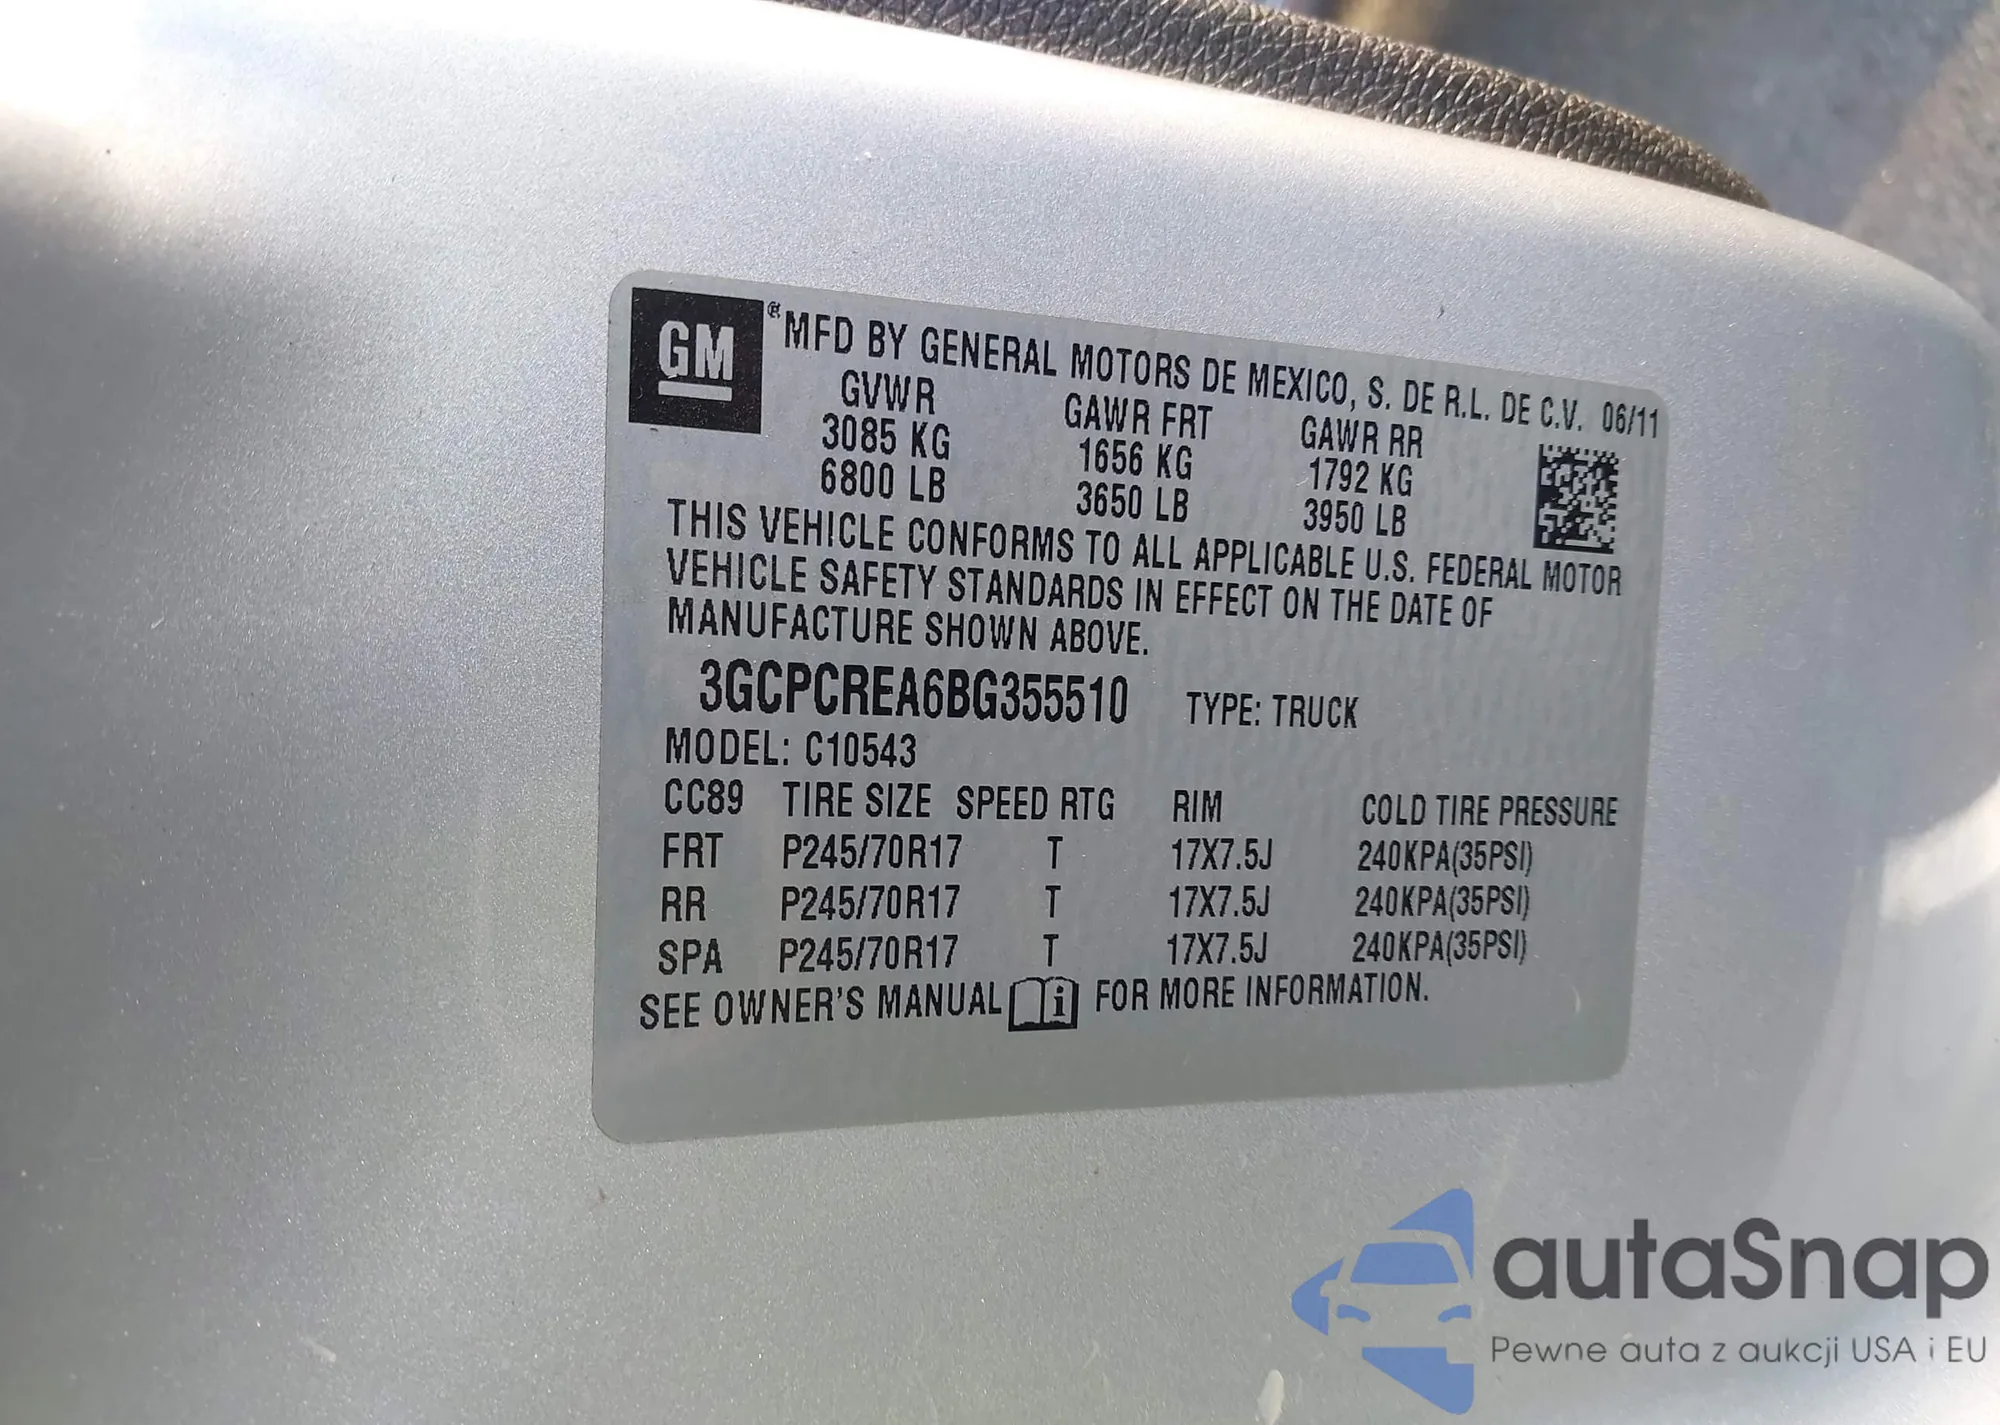 GM ® MFD BY GENERAL MOTORS DE MEXICO, S. DE R.L. DE C.V. 06/11
GVWR GAWR FRT GAWR RR
3085 KG 1656 KG 1792 KG
6800 LB 3650 LB 3950 LB
THIS VEHICLE CONFORMS TO ALL APPLICABLE U.S. FEDERAL MOTOR
VEHICLE SAFETY STANDARDS IN EFFECT ON THE DATE OF
MANUFACTURE SHOWN ABOVE.
3GCPCREA6BG355510 TYPE: TRUCK
MODEL: C10543
CC89 TIRE SIZE SPEED RTG RIM COLD TIRE PRESSURE
FRT P245/70R17 T 17X7.5J 240KPA(35PSI)
RR P245/70R17 T 17X7.5J 240KPA(35PSI)
SPA P245/70R17 T 17X7.5J 240KPA(35PSI)
SEE OWNER'S MANUAL i FOR MORE INFORMATION.
autaSnap
Pewne auta z aukcji USA i EU